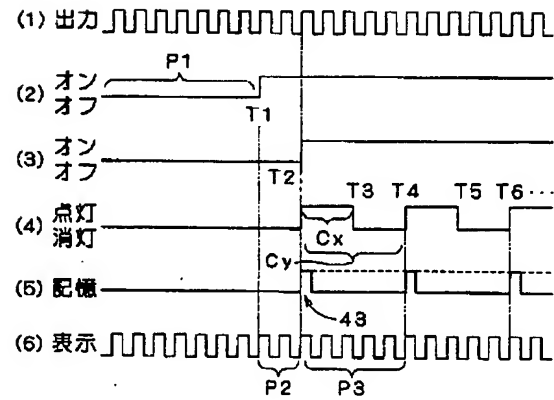 (1) 出力
P1
(2) オン
オフ
T1
(3) オン
オフ
T2
T3 T4 T5 T6…
(4) 点灯
消灯
Cx
Cy
(5) 記憶
43
(6) 表示
P2 P3